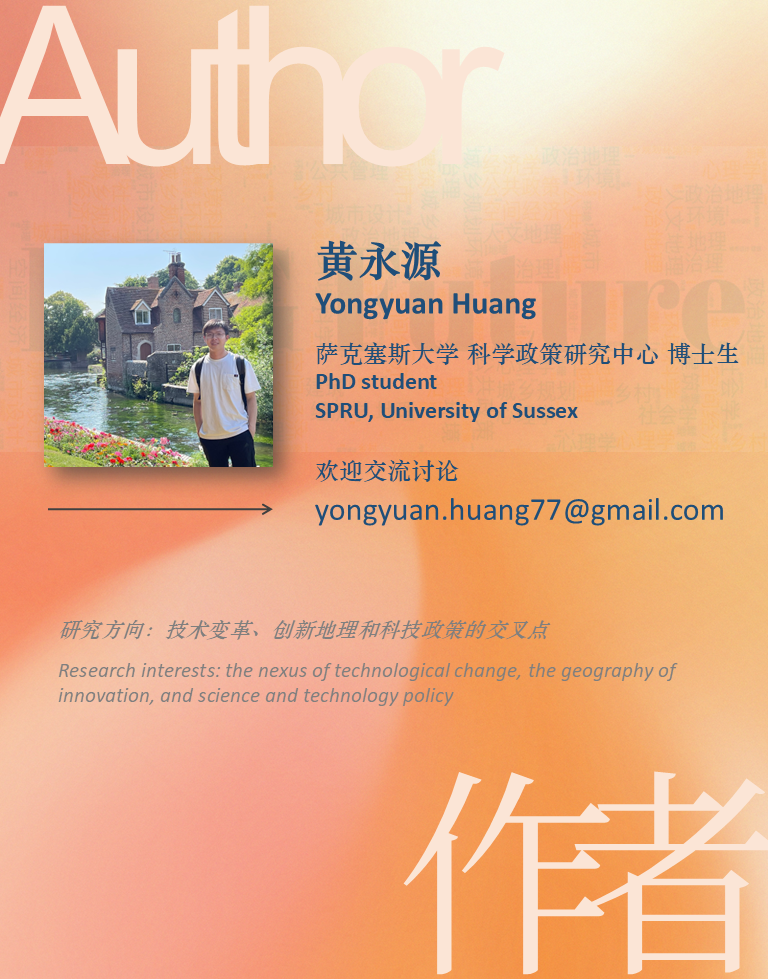 Author
黄永源
Yongyuan Huang
萨克塞斯大学 科学政策研究中心 博士生
PhD student
SPRU, University of Sussex
欢迎交流讨论
yongyuan.huang77@gmail.com
研究方向：技术变革、创新地理和科技政策的交叉点
Research interests: the nexus of technological change, the geography of
innovation, and science and technology policy
作者